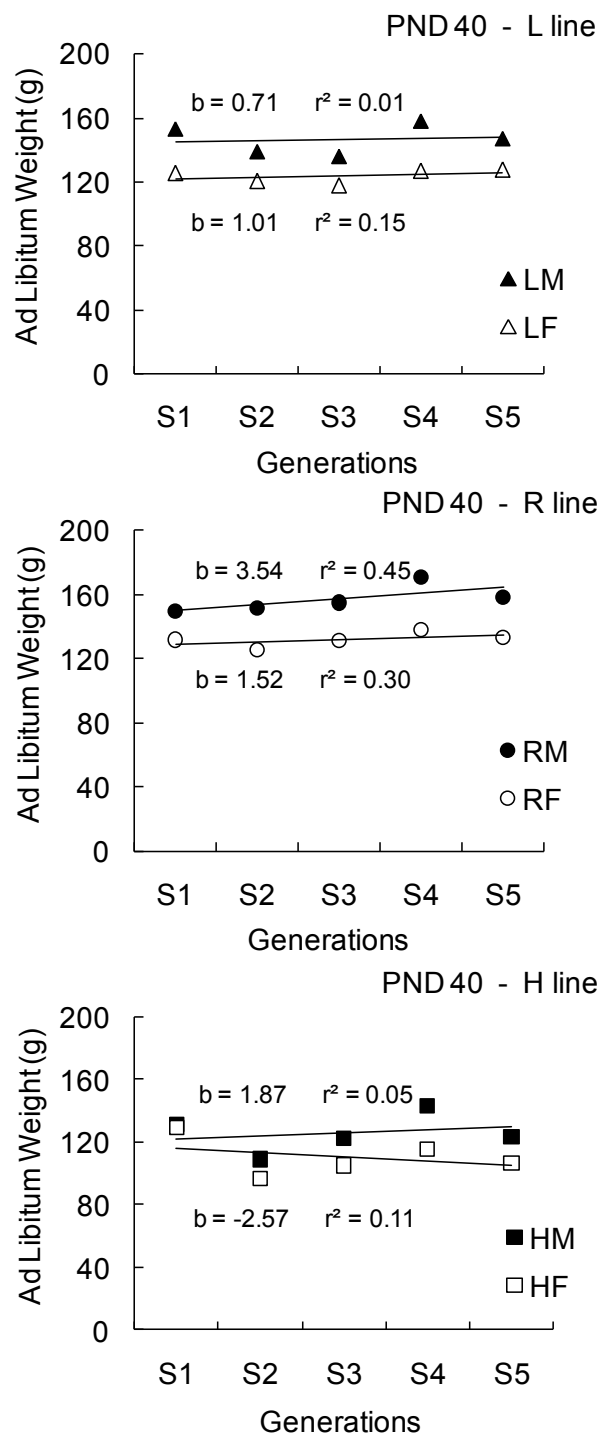 PND 40 - L line
Ad Libitum Weight (g)
200
160
120
80
40
0
b = 0.71 r² = 0.01
b = 1.01 r² = 0.15
LM
LF
S1 S2 S3 S4 S5
Generations
PND 40 - R line
Ad Libitum Weight (g)
200
160
120
80
40
0
b = 3.54 r² = 0.45
b = 1.52 r² = 0.30
RM
RF
S1 S2 S3 S4 S5
Generations
PND 40 - H line
Ad Libitum Weight (g)
200
160
120
80
40
0
b = 1.87 r² = 0.05
b = -2.57 r² = 0.11
HM
HF
S1 S2 S3 S4 S5
Generations